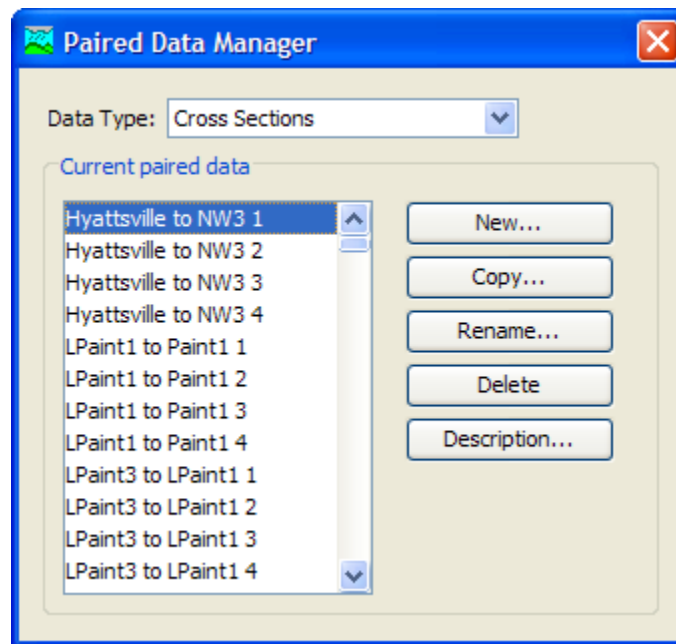 Paired Data Manager
Data Type: Cross Sections
Current paired data
Hyattsville to NW3 1
Hyattsville to NW3 2
Hyattsville to NW3 3
Hyattsville to NW3 4
LPaint1 to Paint1 1
LPaint1 to Paint1 2
LPaint1 to Paint1 3
LPaint1 to Paint1 4
LPaint3 to LPaint1 1
LPaint3 to LPaint1 2
LPaint3 to LPaint1 3
LPaint3 to LPaint1 4
New...
Copy...
Rename...
Delete
Description...